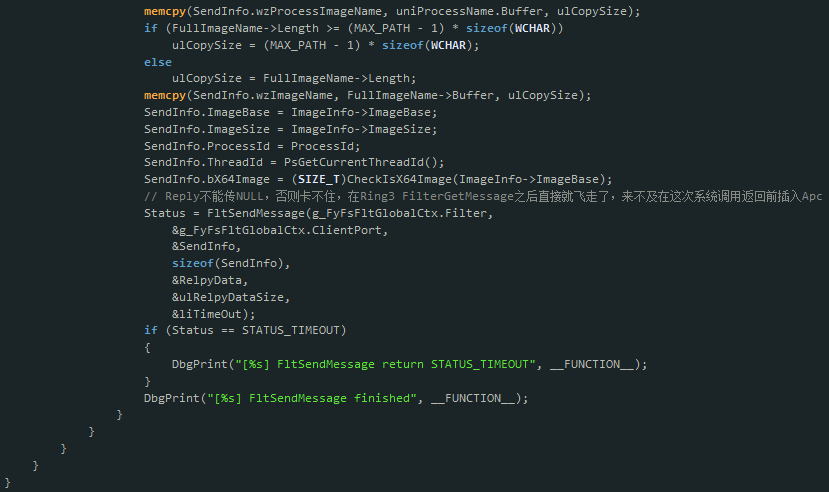 memcpy(SendInfo.wzProcessImageName, uniProcessName.Buffer, ulCopySize);
if (FullImageName->Length >= (MAX_PATH - 1) * sizeof(WCHAR))
ulCopySize = (MAX_PATH - 1) * sizeof(WCHAR);
else
ulCopySize = FullImageName->Length;
memcpy(SendInfo.wzImageName, FullImageName->Buffer, ulCopySize);
SendInfo.ImageBase = ImageInfo->ImageBase;
SendInfo.ImageSize = ImageInfo->ImageSize;
SendInfo.ProcessId = ProcessId;
SendInfo.ThreadId = PsGetCurrentThreadId();
SendInfo.bX64Image = (SIZE_T)CheckIsX64Image(ImageInfo->ImageBase);
// Reply不能传NULL，否则卡不住，在Ring3 FilterGetMessage之后直接就飞走了，来不及在这次系统调用返回前插入Apc
Status = FltSendMessage(g_FyFsFltGlobalCtx.Filter,
&g_FyFsFltGlobalCtx.ClientPort,
&SendInfo,
sizeof(SendInfo),
&RelpyData,
&ulRelpyDataSize,
&liTimeOut);
if (Status == STATUS_TIMEOUT)
{
DbgPrint("[%s] FltSendMessage return STATUS_TIMEOUT", __FUNCTION__);
}
DbgPrint("[%s] FltSendMessage finished", __FUNCTION__);
}
}
}
}
}